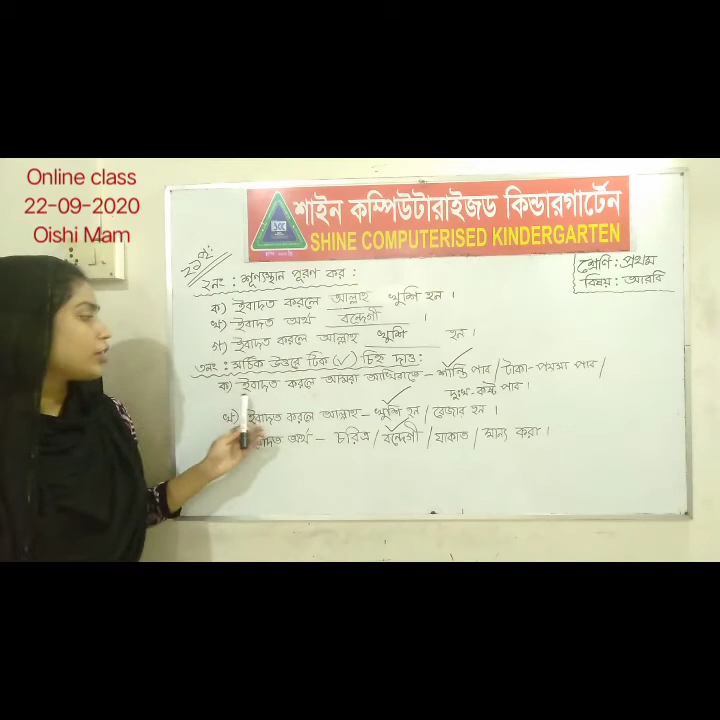 Online class
22-09-2020
Oishi Mam
শাইন কম্পিউটারাইজড কিন্ডারগার্টেন
SHINE COMPUTERISED KINDERGARTEN
শ্রেণি : প্রথম
বিষয় : আরবি
২নং : শূণ্যস্থান পূরণ কর :
ক) ইবাদত করলে আল্লাহ খুশি হন ।
খ) ইবাদত অর্থ বন্দেগী ।
গ) ইবাদত করলে আল্লাহ খুশি হন ।
৩নং : সঠিক উত্তরে টিক (✓) চিহ্ন দাও :
ক) ইবাদত করলে আমরা আখিরাতে – শান্তি পাব / টাকা-পয়সা পাব /
দুঃখ-কষ্ট পাব ।
খ) ইবাদত করলে আল্লাহ – খুশি হন / বেজার হন ।
অর্থ – চরিত্র / বন্দেগী / যাকাত / মান্য করা ।